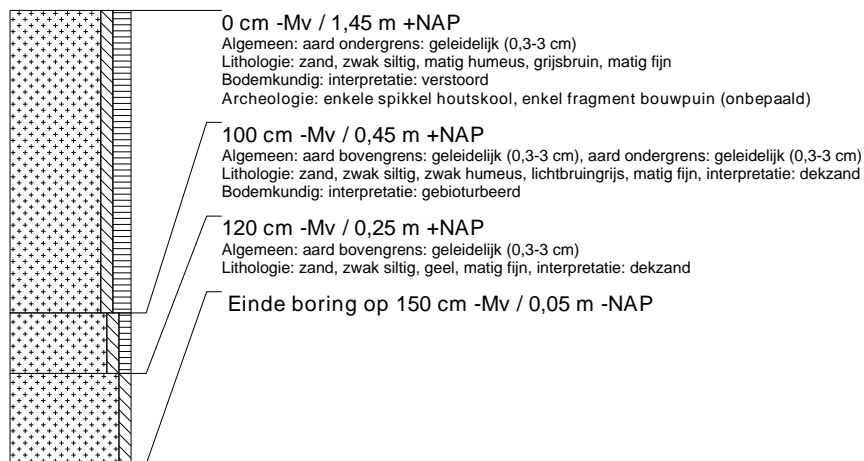 0 cm -Mv / 1,45 m +NAP
Algemeen: aard ondergrens: geleidelijk (0,3-3 cm)
Lithologie: zand, zwak siltig, matig humeus, grijsbruin, matig fijn
Bodemkundig: interpretatie: verstoord
Archeologie: enkele spikkel houtskool, enkel fragment bouwpuin (onbepaald)
100 cm -Mv / 0,45 m +NAP
Algemeen: aard bovengrens: geleidelijk (0,3-3 cm), aard ondergrens: geleidelijk (0,3-3 cm)
Lithologie: zand, zwak siltig, zwak humeus, lichtbruingrijs, matig fijn, interpretatie: dekzand
Bodemkundig: interpretatie: gebioturbeerd
120 cm -Mv / 0,25 m +NAP
Algemeen: aard bovengrens: geleidelijk (0,3-3 cm)
Lithologie: zand, zwak siltig, geel, matig fijn, interpretatie: dekzand
Einde boring op 150 cm -Mv / 0,05 m -NAP